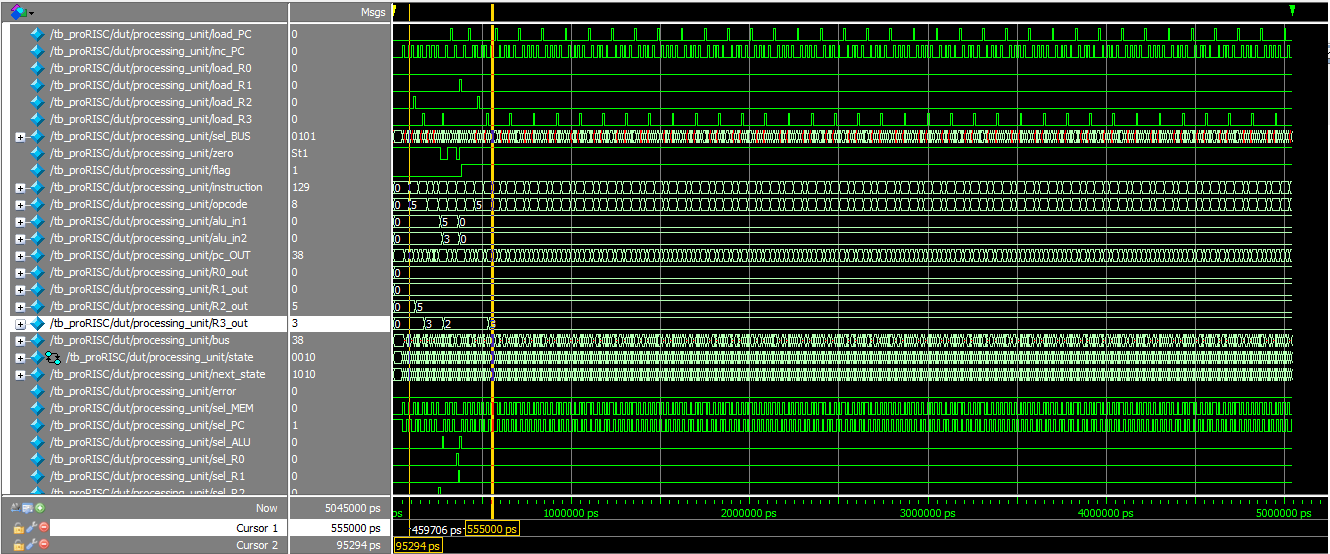 Msgs
/tb_proRISC/dut/processing_unit/load_PC 0
/tb_proRISC/dut/processing_unit/inc_PC 0
/tb_proRISC/dut/processing_unit/load_R0 0
/tb_proRISC/dut/processing_unit/load_R1 0
/tb_proRISC/dut/processing_unit/load_R2 0
/tb_proRISC/dut/processing_unit/load_R3 0
/tb_proRISC/dut/processing_unit/sel_BUS 0101
/tb_proRISC/dut/processing_unit/zero St1
/tb_proRISC/dut/processing_unit/flag 1
/tb_proRISC/dut/processing_unit/instruction 129 0
/tb_proRISC/dut/processing_unit/opcode 8 0 5 5
/tb_proRISC/dut/processing_unit/alu_in1 0 0 5 0
/tb_proRISC/dut/processing_unit/alu_in2 0 0 3 0
/tb_proRISC/dut/processing_unit/pc_OUT 38 0
/tb_proRISC/dut/processing_unit/R0_out 0 0
/tb_proRISC/dut/processing_unit/R1_out 0 0
/tb_proRISC/dut/processing_unit/R2_out 5 0 5
/tb_proRISC/dut/processing_unit/R3_out 3 0 3 2
/tb_proRISC/dut/processing_unit/bus 38
/tb_proRISC/dut/processing_unit/state 0010
/tb_proRISC/dut/processing_unit/next_state 1010
/tb_proRISC/dut/processing_unit/error 0
/tb_proRISC/dut/processing_unit/sel_MEM 0
/tb_proRISC/dut/processing_unit/sel_PC 1
/tb_proRISC/dut/processing_unit/sel_ALU 0
/tb_proRISC/dut/processing_unit/sel_R0 0
/tb_proRISC/dut/processing_unit/sel_R1 0
/tb_proRISC/dut/processing_unit/sel_R2 0
Now 5045000 ps ps 1000000 ps 2000000 ps 3000000 ps 4000000 ps 5000000 ps
Cursor 1 555000 ps 459706 ps 555000 ps
Cursor 2 95294 ps 95294 ps